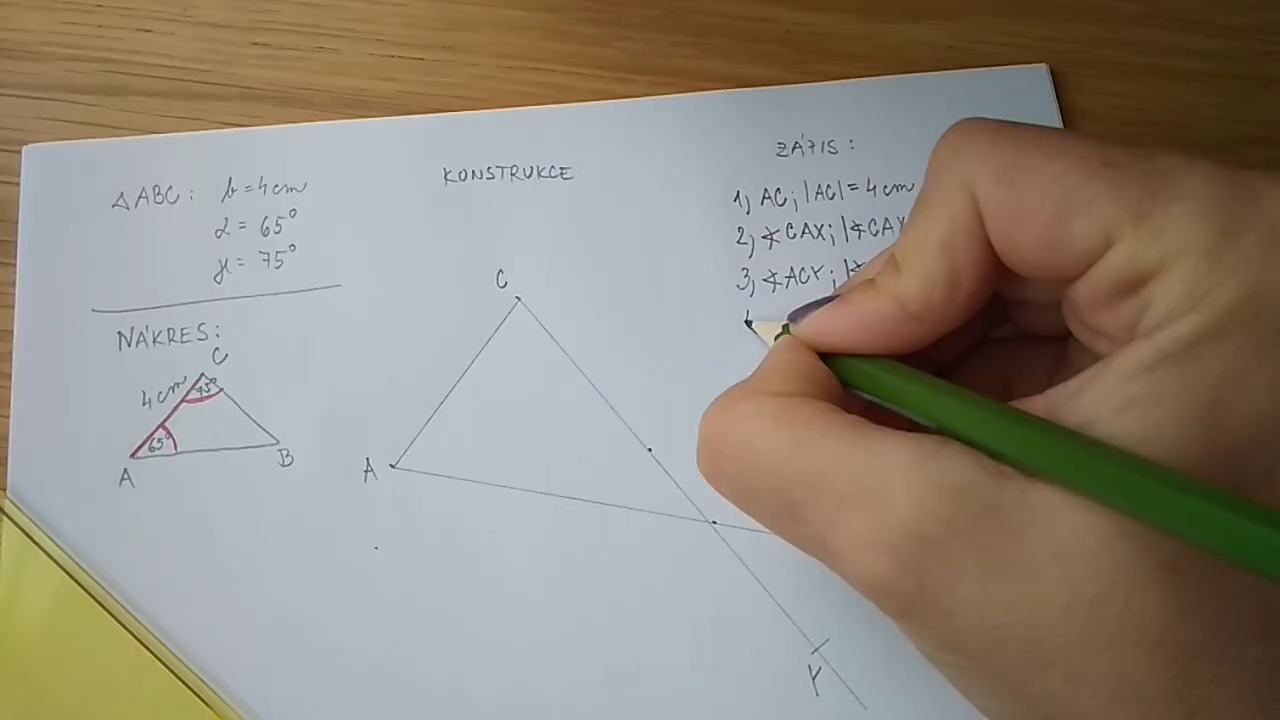 △ABC: b = 4 cm
α = 65°
γ = 75°
NÁKRES:
C
4 cm
75°
65°
A
B
KONSTRUKCE
C
A
Y
ZÁPIS:
1, AC; |AC| = 4 cm
2, ∢CAX; |∢CAX
3, ∢ACY; |∢